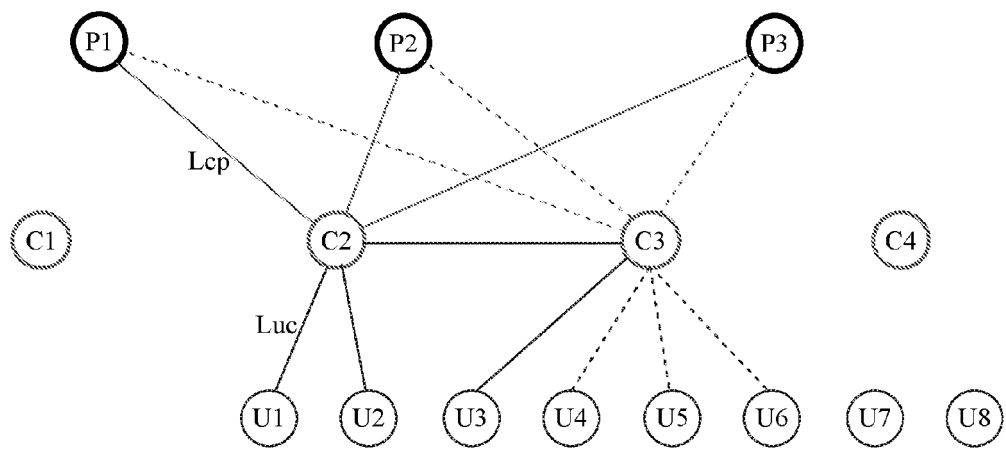 P1 P2 P3
Lcp
C1 C2 C3 C4
Luc
U1 U2 U3 U4 U5 U6 U7 U8